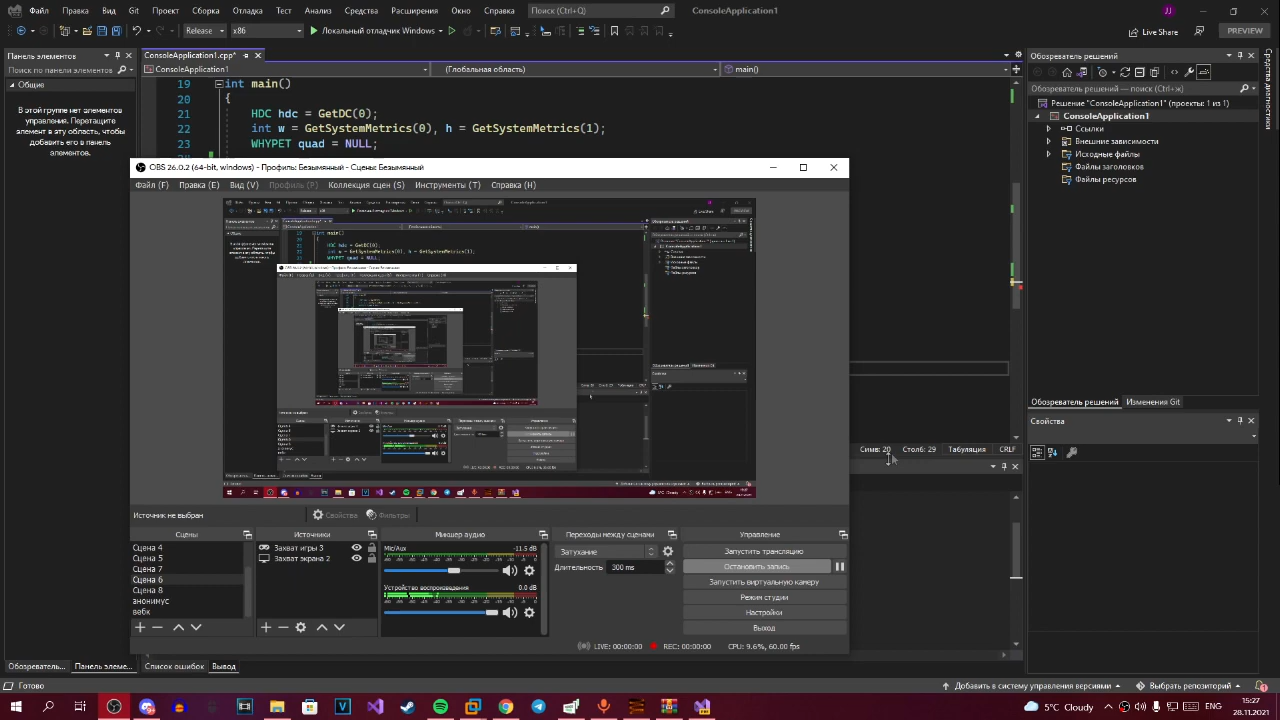 Файл Правка Вид Git Проект Сборка Отладка Тест Анализ Средства Расширения Окно Справка Поиск (Ctrl+Q) ConsoleApplication1 JJ
Release x86 Локальный отладчик Windows Live Share PREVIEW
Панель элементов
Поиск по панели элементов
Общие
В этой группе нет элементов
управления. Перетащите
элемент в эту область, чтобы
добавить его в панель
элементов.
ConsoleApplication1.cpp*
ConsoleApplication1 (Глобальная область) main()
19 int main()
20 {
21 HDC hdc = GetDC(0);
22 int w = GetSystemMetrics(0), h = GetSystemMetrics(1);
23 WHYPET quad = NULL;
Обозреватель решений
Обозреватель решений — поиск (Ctrl+ж)
Решение "ConsoleApplication1" (проекты: 1 из 1)
ConsoleApplication1
Ссылки
Внешние зависимости
Исходные файлы
Файлы заголовков
Файлы ресурсов
Средства диагностики
Обозреватель решений Изменения Git
Свойства
Симв: 20 Столб: 29 Табуляция CRLF
OBS 26.0.2 (64-bit, windows) - Профиль: Безымянный - Сцены: Безымянный
Файл (F) Правка (E) Вид (V) Профиль (P) Коллекция сцен (S) Инструменты (T) Справка (H)
Источник не выбран Свойства Фильтры
Сцены
Сцена 4
Сцена 5
Сцена 7
Сцена 6
Сцена 8
анонимус
вебх
Источники
Захват игры 3
Захват экрана 2
Микшер аудио
Mic/Aux -11.5 dB
Устройство воспроизведения 0.0 dB
Переходы между сценами
Затухание
Длительность 300 ms
Управление
Запустить трансляцию
Остановить запись
Запустить виртуальную камеру
Режим студии
Настройки
Выход
LIVE: 00:00:00 REC: 00:00:00 CPU: 9.6%, 60.00 fps
Обозреватель... Панель элеме... Список ошибок Вывод
Готово Добавить в систему управления версиями Выбрать репозиторий
5°C Cloudy ENG 15:27
28.11.2021